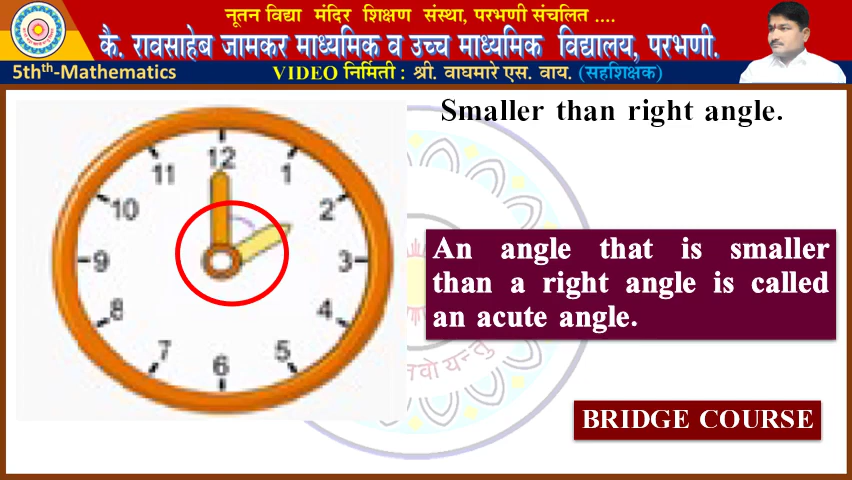 नूतन विद्या मंदिर शिक्षण संस्था, परभणी संचलित ....
कै. रावसाहेब जामकर माध्यमिक व उच्च माध्यमिक विद्यालय, परभणी.
5thth-Mathematics
VIDEO निर्मिती : श्री. वाघमारे एस. वाय. (सहशिक्षक)
Smaller than right angle.
12
11
1
10
2
9
3
8
4
7
5
6
An angle that is smaller
than a right angle is called
an acute angle.
BRIDGE COURSE